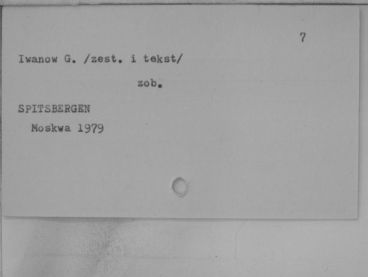 7
Iwanow G. /zest. i tekst/
zob.
SPITSBERGEN
Moskwa 1979